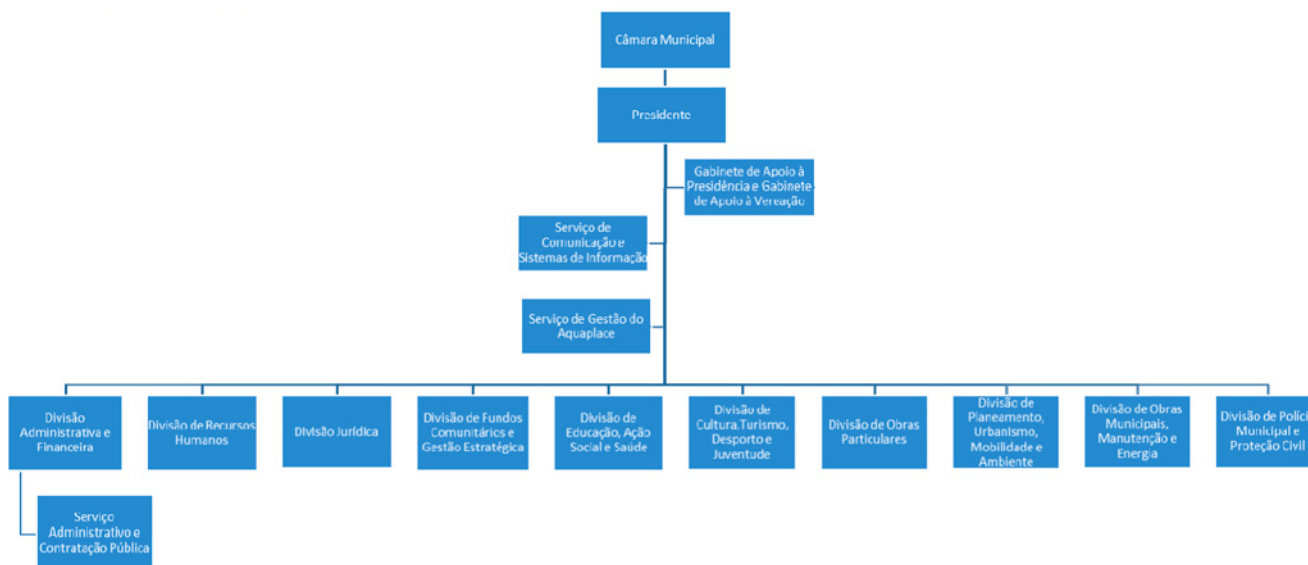 Câmara Municipal
Presidente
Gabinete de Apoio à
Presidência e Gabinete
de Apoio à Vereação
Serviço de
Comunicação e
Sistemas de Informação
Serviço de Gestão do
Aquaplace
Divisão
Administrativa e
Financeira
Divisão de Recursos
Humanos
Divisão Jurídica
Divisão de Fundos
Comunitários e
Gestão Estratégica
Divisão de
Educação, Ação
Social e Saúde
Divisão de
Cultura,Turismo,
Desporto e
Juventude
Divisão de Obras
Particulares
Divisão de
Planeamento,
Urbanismo,
Mobilidade e
Ambiente
Divisão de Obras
Municipais,
Manutenção e
Energia
Divisão de Polícia
Municipal e
Proteção Civil
Serviço
Administrativo e
Contratação Pública